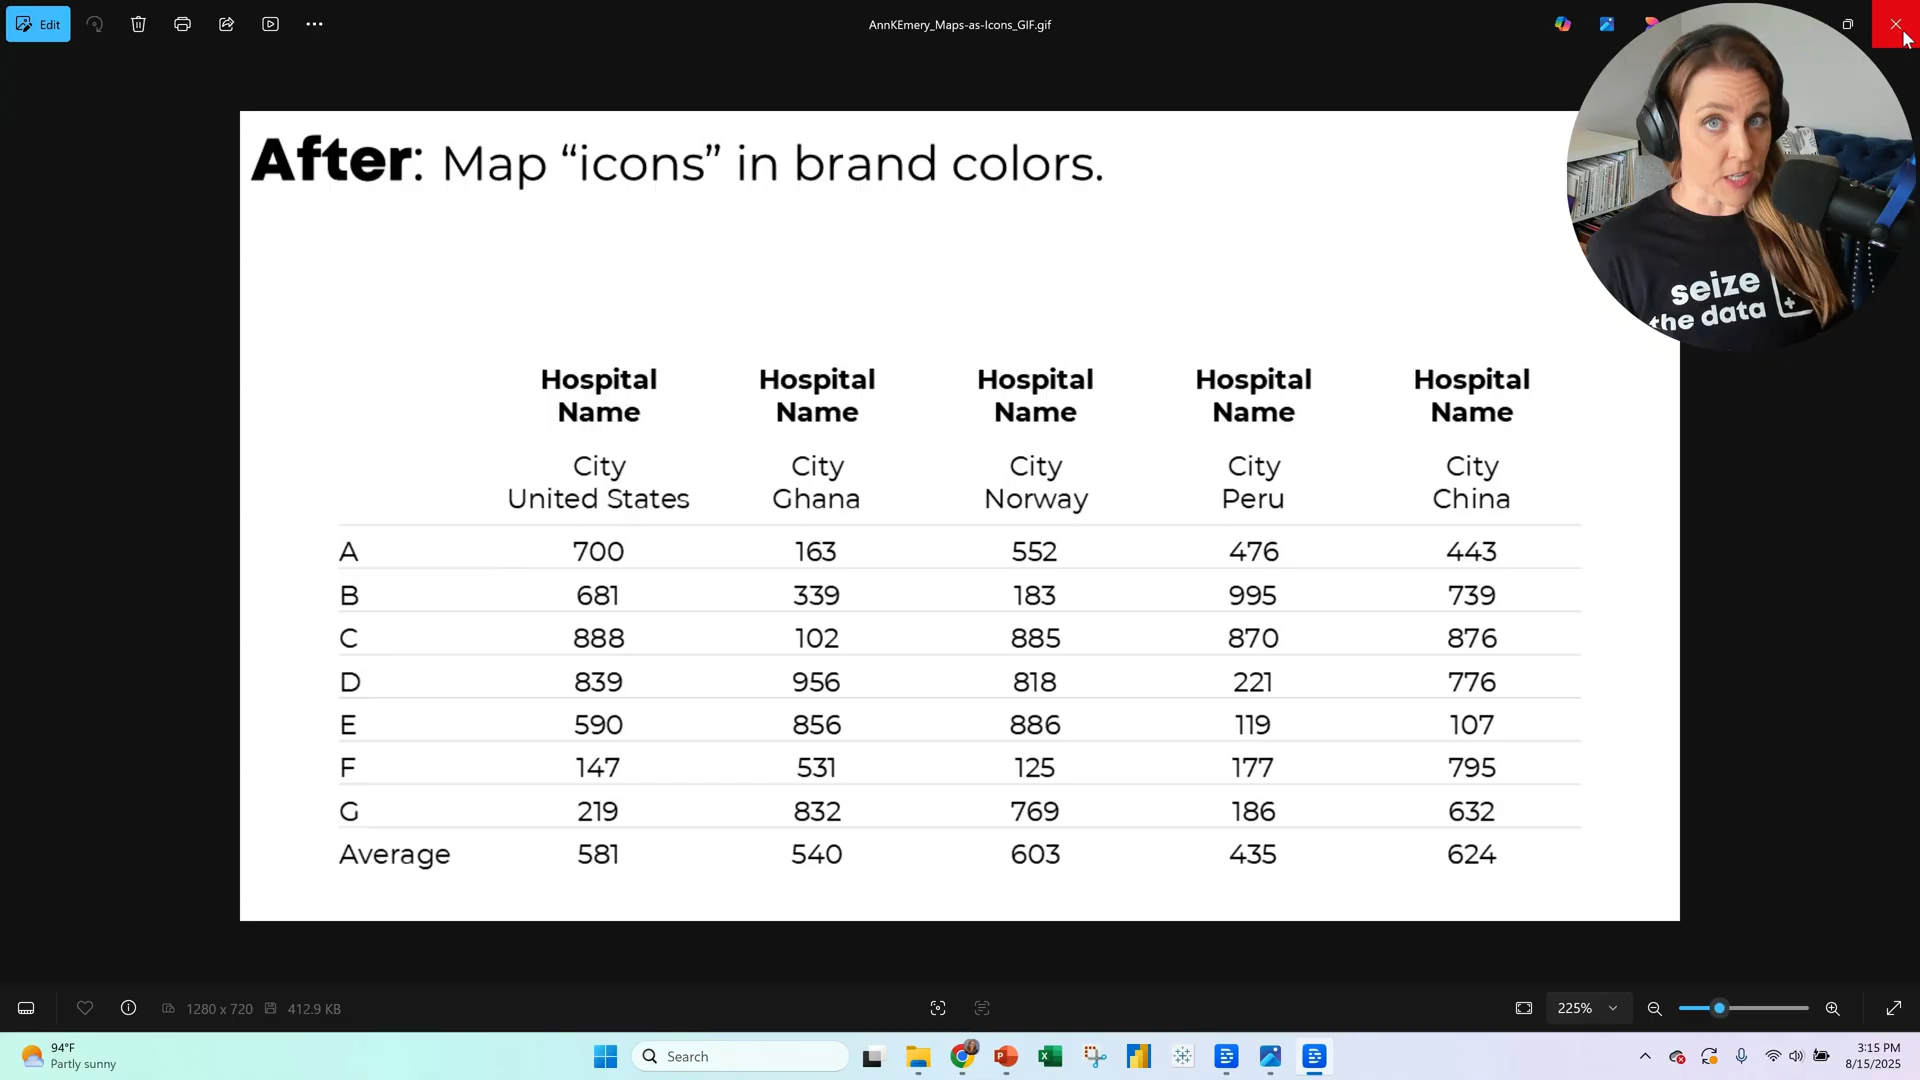 Edit
AnnKEmery_Maps-as-Icons_GIF.gif
After: Map “icons” in brand colors.
seize
the data
Hospital Name Hospital Name Hospital Name Hospital Name Hospital Name
City City City City City
United States Ghana Norway Peru China
A 700 163 552 476 443
B 681 339 183 995 739
C 888 102 885 870 876
D 839 956 818 221 776
E 590 856 886 119 107
F 147 531 125 177 795
G 219 832 769 186 632
Average 581 540 603 435 624
1280 x 720 412.9 KB 225%
94°F
Partly sunny
Search
3:15 PM
8/15/2025